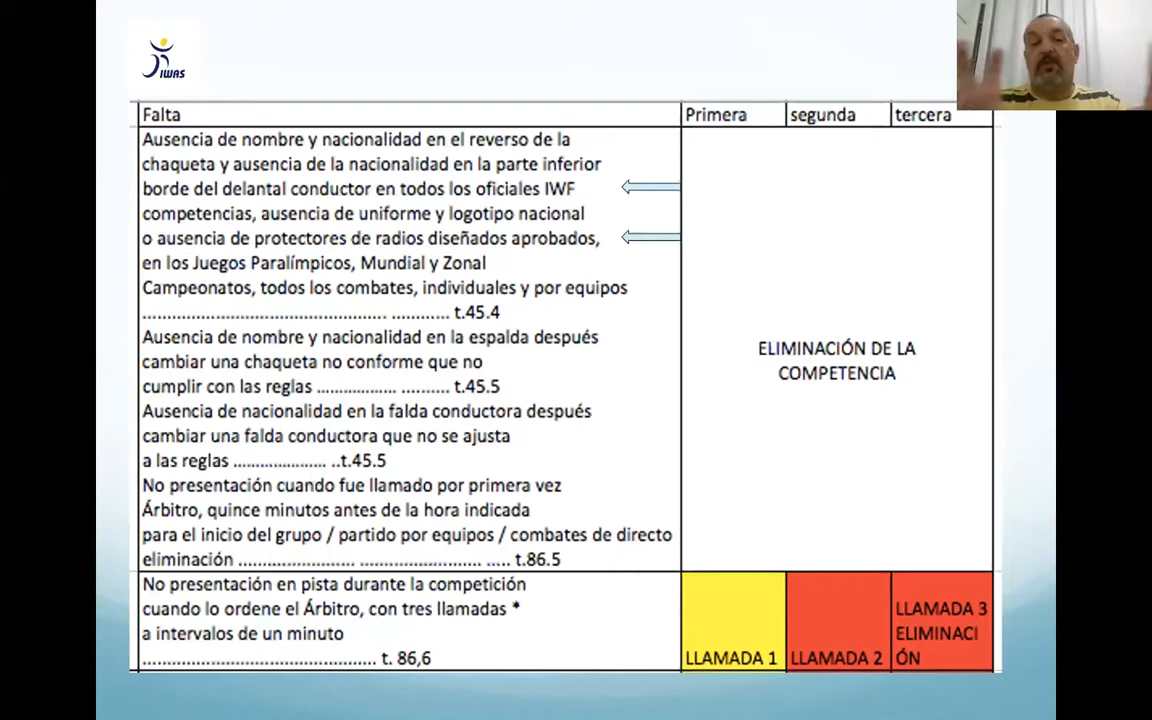 IWAS
Falta Primera segunda tercera
Ausencia de nombre y nacionalidad en el reverso de la
chaqueta y ausencia de la nacionalidad en la parte inferior
borde del delantal conductor en todos los oficiales IWF
competencias, ausencia de uniforme y logotipo nacional
o ausencia de protectores de radios diseñados aprobados,
en los Juegos Paralímpicos, Mundial y Zonal
Campeonatos, todos los combates, individuales y por equipos
................................................ ............ t.45.4
Ausencia de nombre y nacionalidad en la espalda después
cambiar una chaqueta no conforme que no
cumplir con las reglas .................... .......... t.45.5
Ausencia de nacionalidad en la falda conductora después
cambiar una falda conductora que no se ajusta
a las reglas ....................... ..t.45.5
No presentación cuando fue llamado por primera vez
Árbitro, quince minutos antes de la hora indicada
para el inicio del grupo / partido por equipos / combates de directo
eliminación ........................ ......................... ..... t.86.5
ELIMINACIÓN DE LA
COMPETENCIA
No presentación en pista durante la competición
cuando lo ordene el Árbitro, con tres llamadas *
a intervalos de un minuto
................................................ t. 86,6
LLAMADA 1
LLAMADA 2
LLAMADA 3
ELIMINACI
ÓN